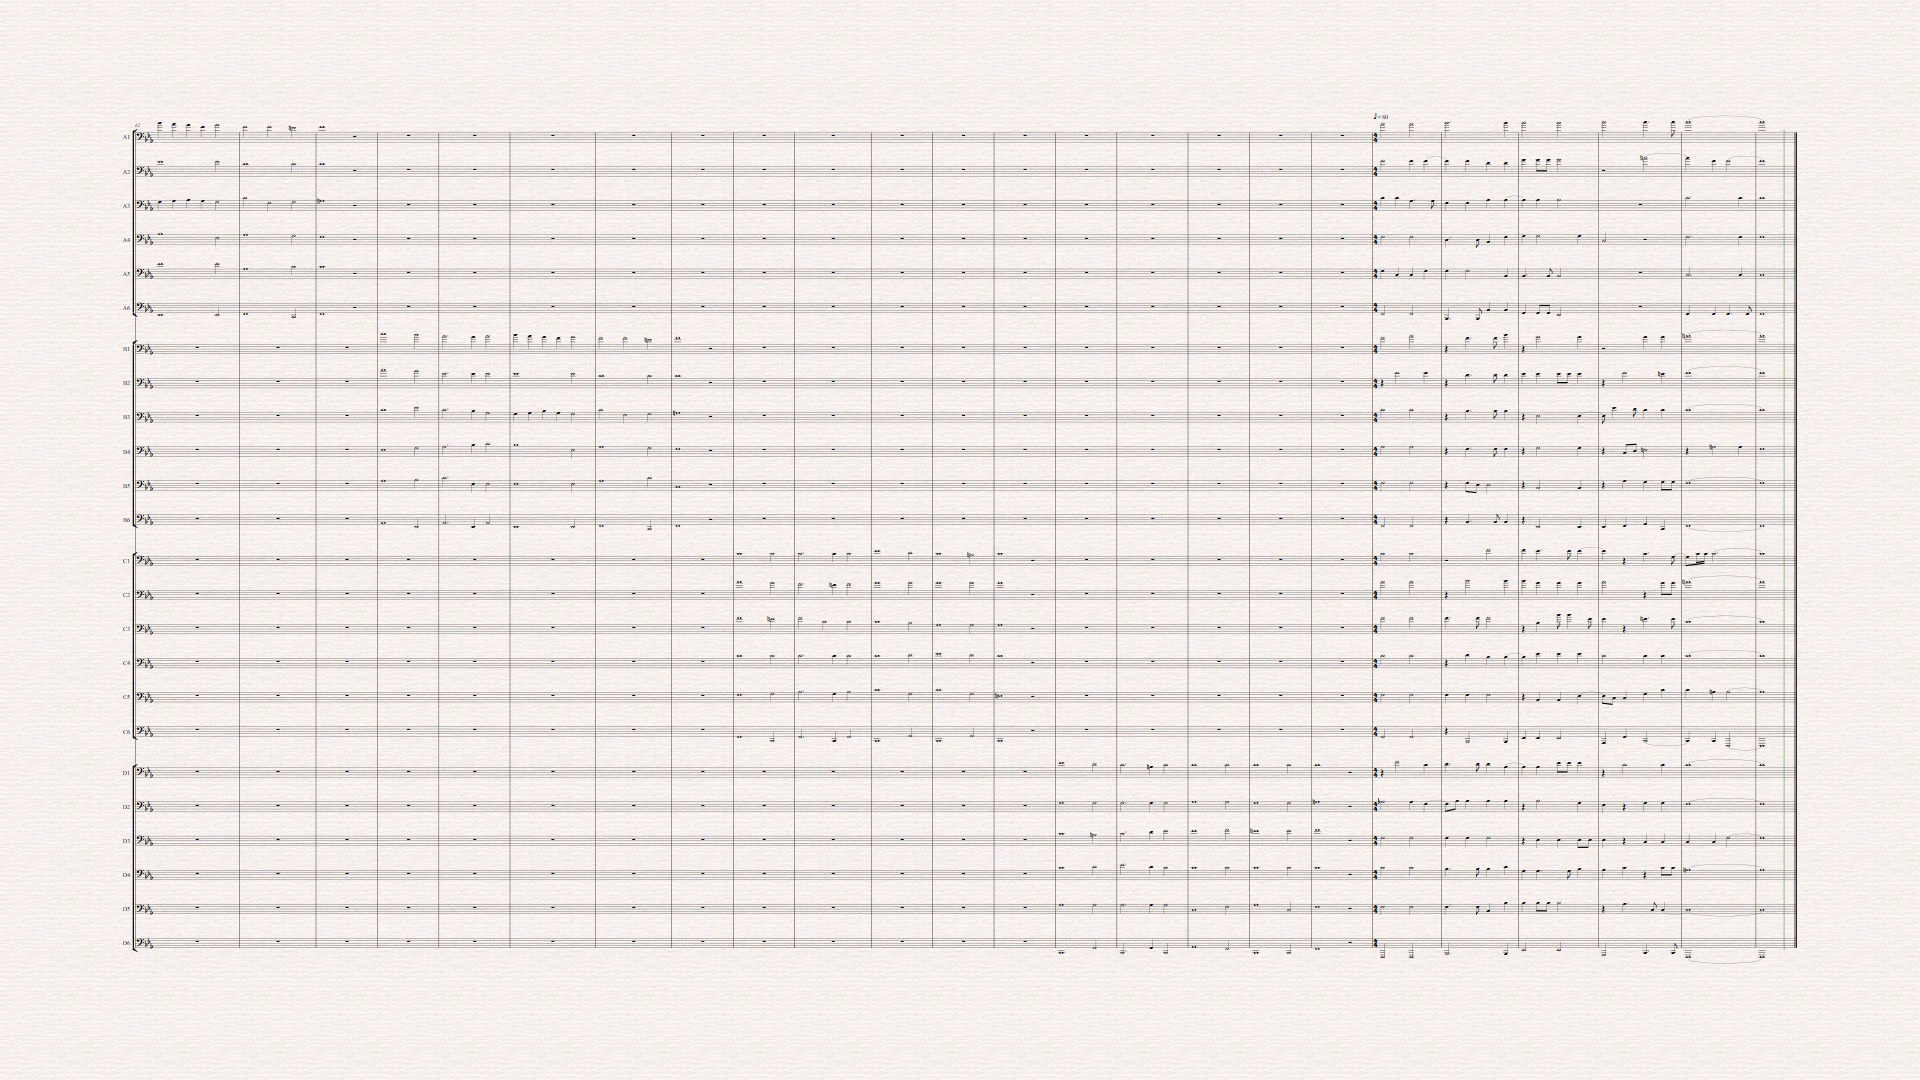 ♩ = 80
A1
A2
A3
A4
A5
A6
B1
B2
B3
B4
B5
B6
C1
C2
C3
C4
C5
C6
D1
D2
D3
D4
D5
D6